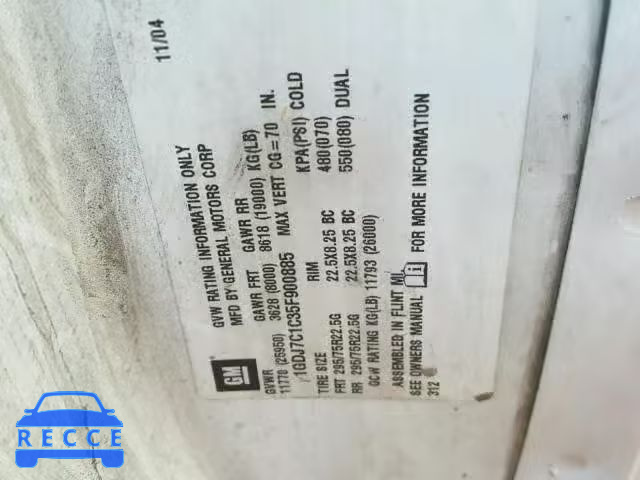 11/04
GVW RATING INFORMATION ONLY
MFD BY GENERAL MOTORS CORP
GM
GVWR GAWR FRT GAWR RR KG(LB)
11770 (25950) 3628 (8000) 8618 (19000)
1GDJ7C1C35F900885 MAX VERT CG=70 IN.
TIRE SIZE RIM KPA(PSI) COLD
FRT 295/75R22.5G 22.5X8.25 BC 480(070)
RR 295/75R22.5G 22.5X8.25 BC 550(080) DUAL
GCW RATING KG(LB) 11793 (26000)
ASSEMBLED IN FLINT MI.
SEE OWNERS MANUAL FOR MORE INFORMATION
312
RECCE